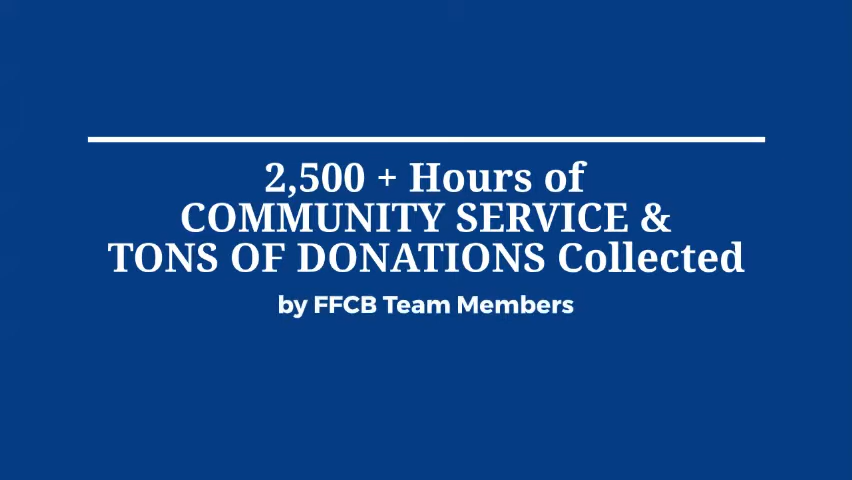 2,500 + Hours of
COMMUNITY SERVICE &
TONS OF DONATIONS Collected
by FFCB Team Members